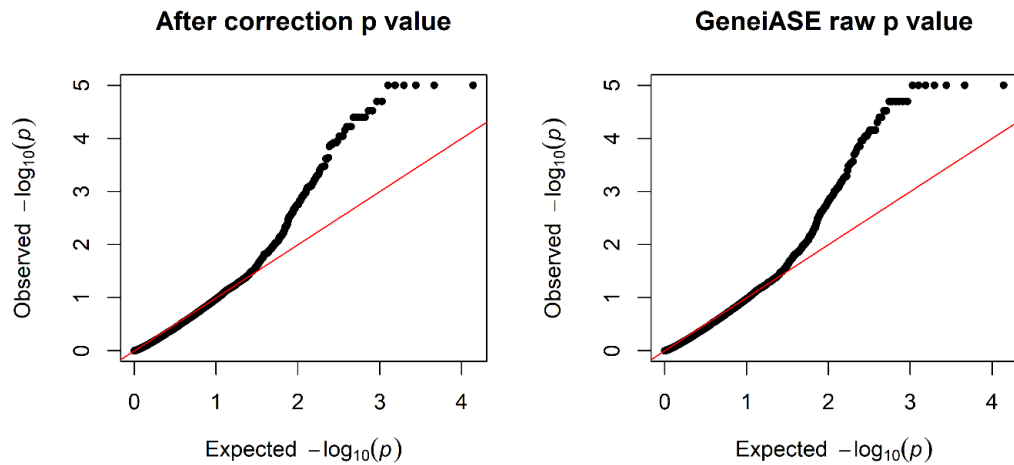 After correction p value
5
4
3
2
1
0
Observed −log₁₀(p)
0 1 2 3 4
Expected −log₁₀(p)
GeneiASE raw p value
5
4
3
2
1
0
Observed −log₁₀(p)
0 1 2 3 4
Expected −log₁₀(p)